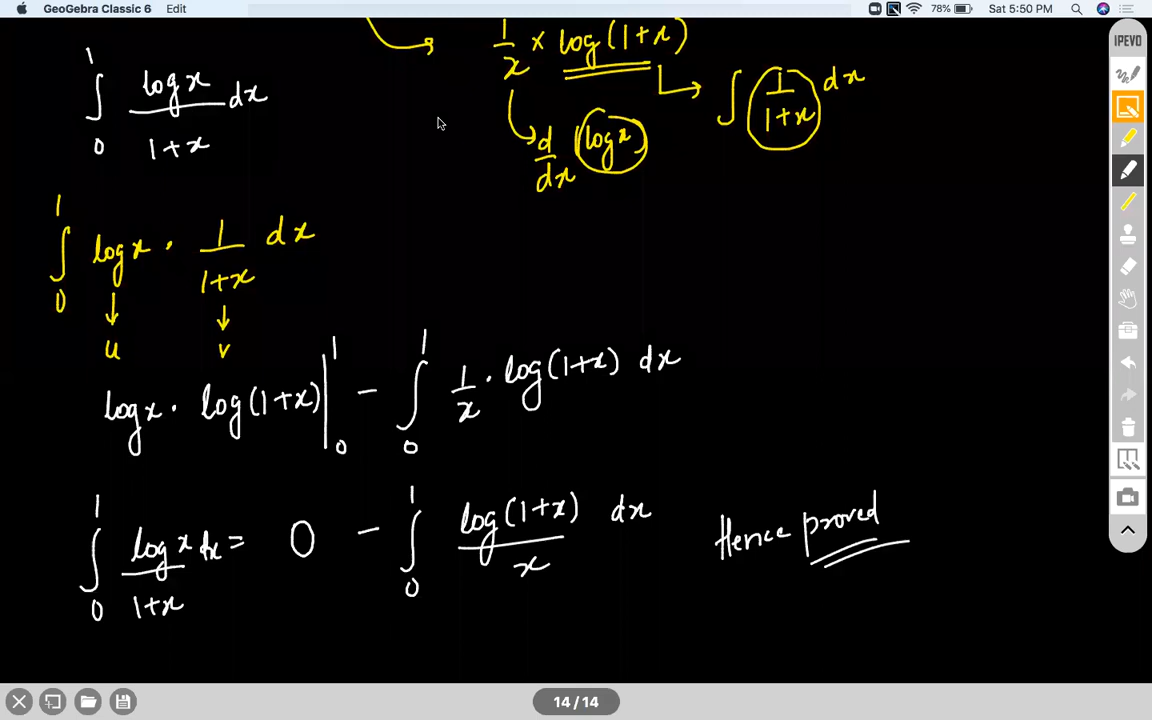 GeoGebra Classic 6 Edit 78% Sat 5:50 PM
1/x × log(1+x)
∫ 1/(1+x) dx
d/dx (log x)
IPEVO
∫₀¹ log x/(1+x) dx
∫₀¹ log x · 1/(1+x) dx
u v
log x · log(1+x) |₀¹ - ∫₀¹ 1/x · log(1+x) dx
∫₀¹ log x/(1+x) dx = 0 - ∫₀¹ log(1+x)/x dx Hence proved
14 / 14